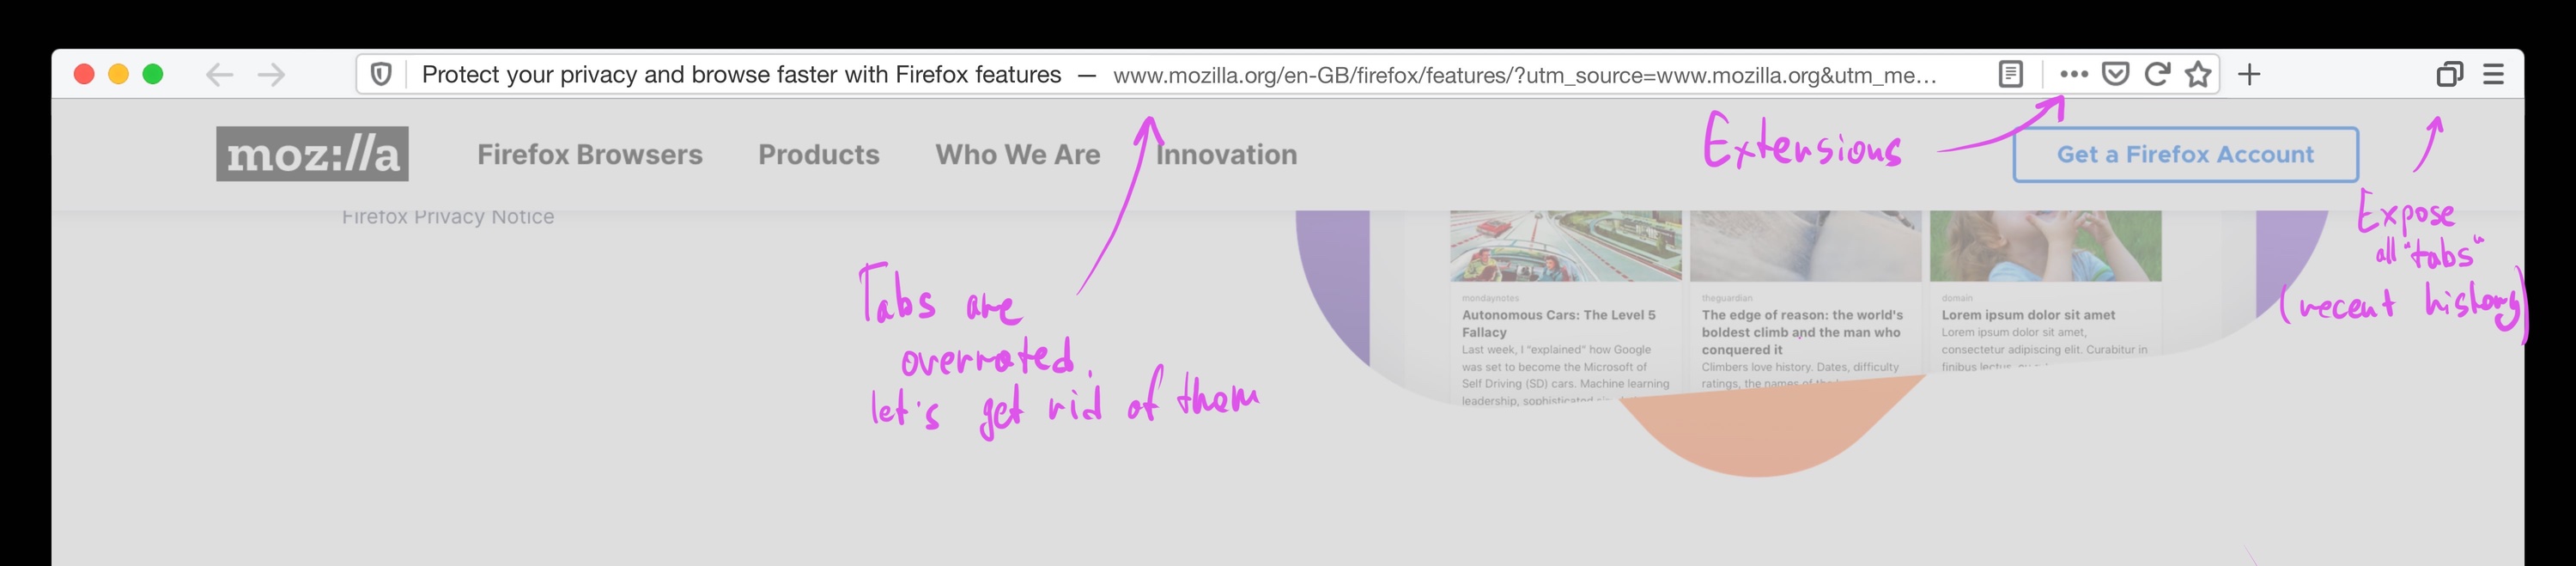 Protect your privacy and browse faster with Firefox features — www.mozilla.org/en-GB/firefox/features/?utm_source=www.mozilla.org&utm_me...
moz://a Firefox Browsers Products Who We Are Innovation Get a Firefox Account
Extensions
Firefox Privacy Notice
Expose
all "tabs"
(recent history)
Tabs are
overrated.
let's get rid of them
mondaynotes
Autonomous Cars: The Level 5
Fallacy
Last week, I "explained" how Google
was set to become the Microsoft of
Self Driving (SD) cars. Machine learning
leadership, sophisticated
theguardian
The edge of reason: the world's
boldest climb and the man who
conquered it
Climbers love history. Dates, difficulty
ratings, the names of
domain
Lorem ipsum dolor sit amet
Lorem ipsum dolor sit amet,
consectetur adipiscing elit. Curabitur in
finibus lectus